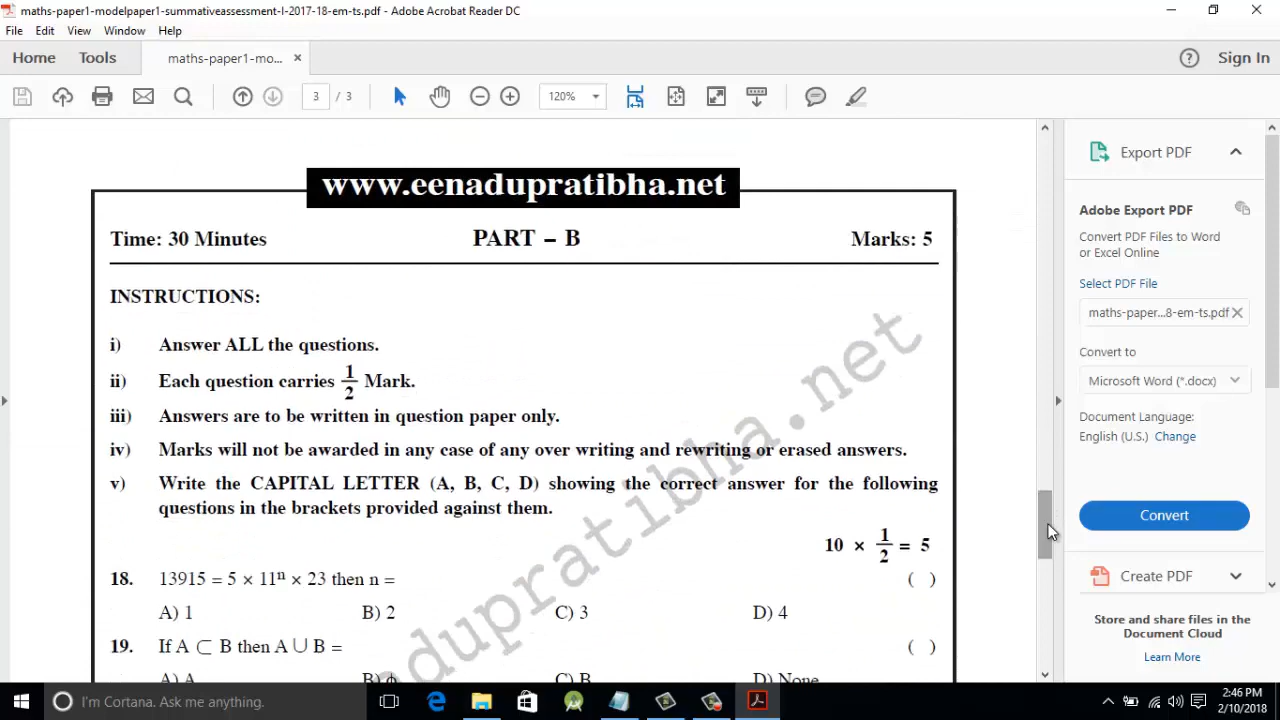 maths-paper1-modelpaper1-summativeassessment-I-2017-18-em-ts.pdf - Adobe Acrobat Reader DC
File Edit View Window Help
Home Tools maths-paper1-mo... × Sign In
3 / 3 120%
www.eenadupratibha.net
Time: 30 Minutes PART – B Marks: 5
INSTRUCTIONS:
i) Answer ALL the questions.
ii) Each question carries 1/2 Mark.
iii) Answers are to be written in question paper only.
iv) Marks will not be awarded in any case of any over writing and rewriting or erased answers.
v) Write the CAPITAL LETTER (A, B, C, D) showing the correct answer for the following
questions in the brackets provided against them.
10 × 1/2 = 5
18. 13915 = 5 × 11ⁿ × 23 then n = ( )
A) 1 B) 2 C) 3 D) 4
19. If A ⊂ B then A ∪ B = ( )
A) A B) ϕ C) B D) None
adupratibha.net
Export PDF
Adobe Export PDF
Convert PDF Files to Word
or Excel Online
Select PDF File
maths-paper...8-em-ts.pdf ×
Convert to
Microsoft Word (*.docx)
Document Language:
English (U.S.) Change
Convert
Create PDF
Store and share files in the
Document Cloud
Learn More
I'm Cortana. Ask me anything.
2:46 PM
2/10/2018